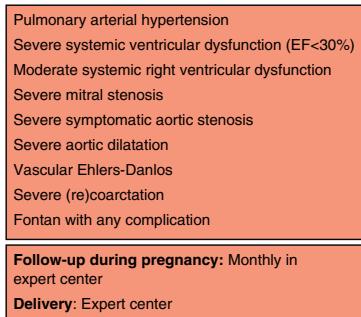 Pulmonary arterial hypertension
Severe systemic ventricular dysfunction (EF<30%)
Moderate systemic right ventricular dysfunction
Severe mitral stenosis
Severe symptomatic aortic stenosis
Severe aortic dilatation
Vascular Ehlers-Danlos
Severe (re)coarctation
Fontan with any complication
Follow-up during pregnancy: Monthly in
expert center
Delivery: Expert center